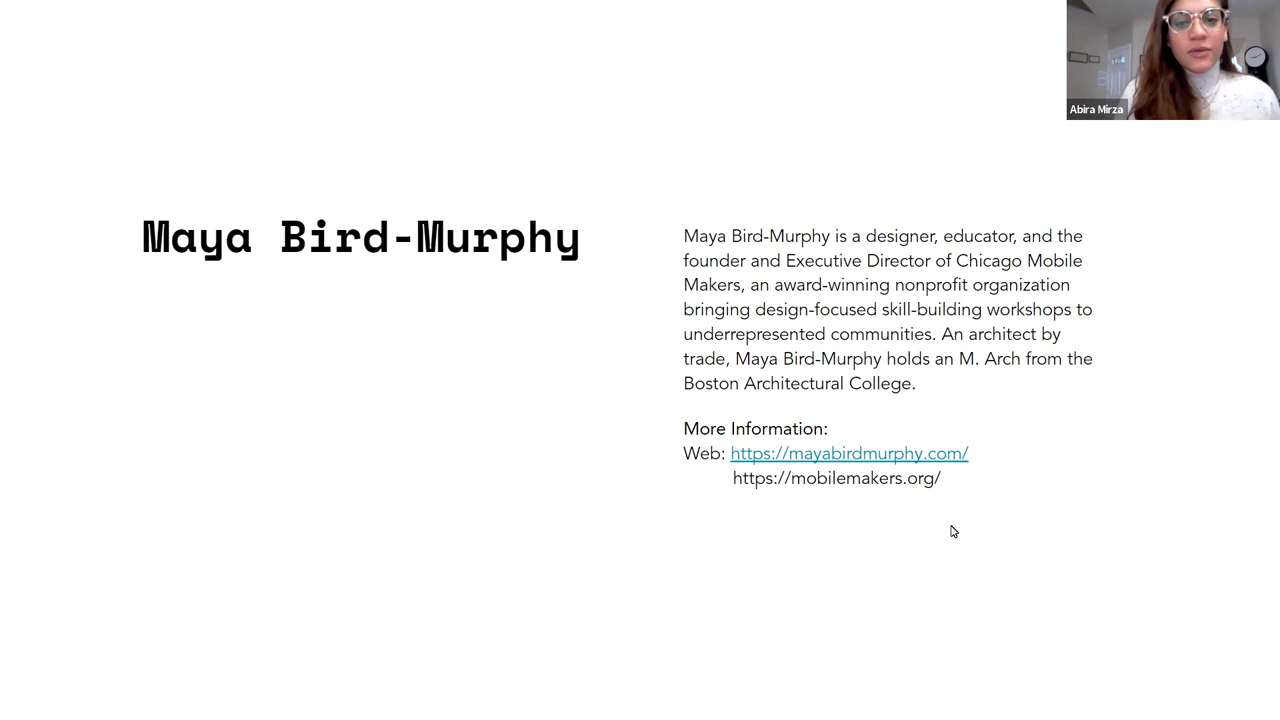 Abira Mirza
Maya Bird-Murphy
Maya Bird-Murphy is a designer, educator, and the
founder and Executive Director of Chicago Mobile
Makers, an award-winning nonprofit organization
bringing design-focused skill-building workshops to
underrepresented communities. An architect by
trade, Maya Bird-Murphy holds an M. Arch from the
Boston Architectural College.
More Information:
Web: https://mayabirdmurphy.com/
https://mobilemakers.org/